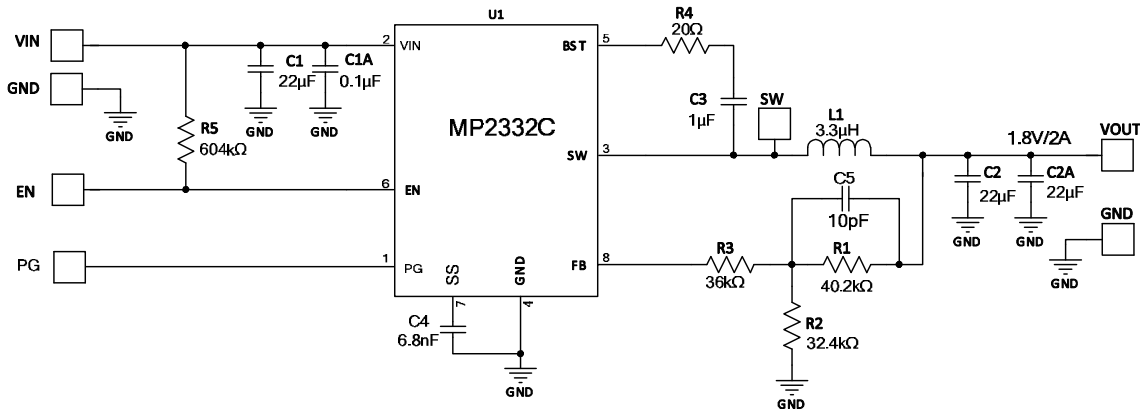 U1
VIN
GND
GND
EN
PG
R5
604kΩ
C1
22µF
GND
C1A
0.1µF
GND
2
VIN
6
EN
1
PG
MP2332C
BST
5
SW
3
FB
8
SS
7
GND
4
C4
6.8nF
GND
R4
20Ω
C3
1µF
SW
L1
3.3µH
C5
10pF
R3
36kΩ
R1
40.2kΩ
R2
32.4kΩ
GND
1.8V/2A
VOUT
C2
22µF
GND
C2A
22µF
GND
GND
GND